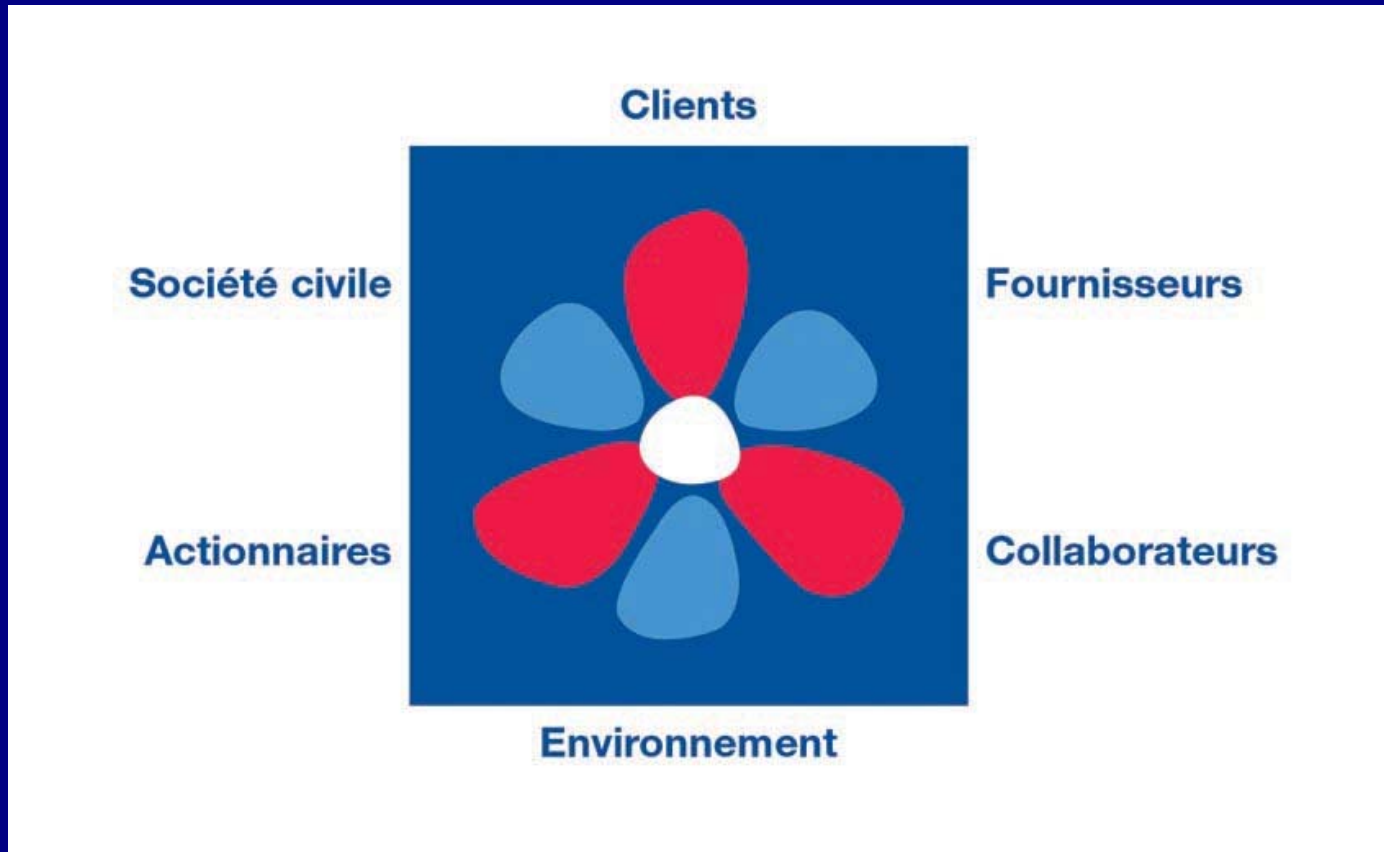 Clients
Société civile
Fournisseurs
Actionnaires
Collaborateurs
Environnement